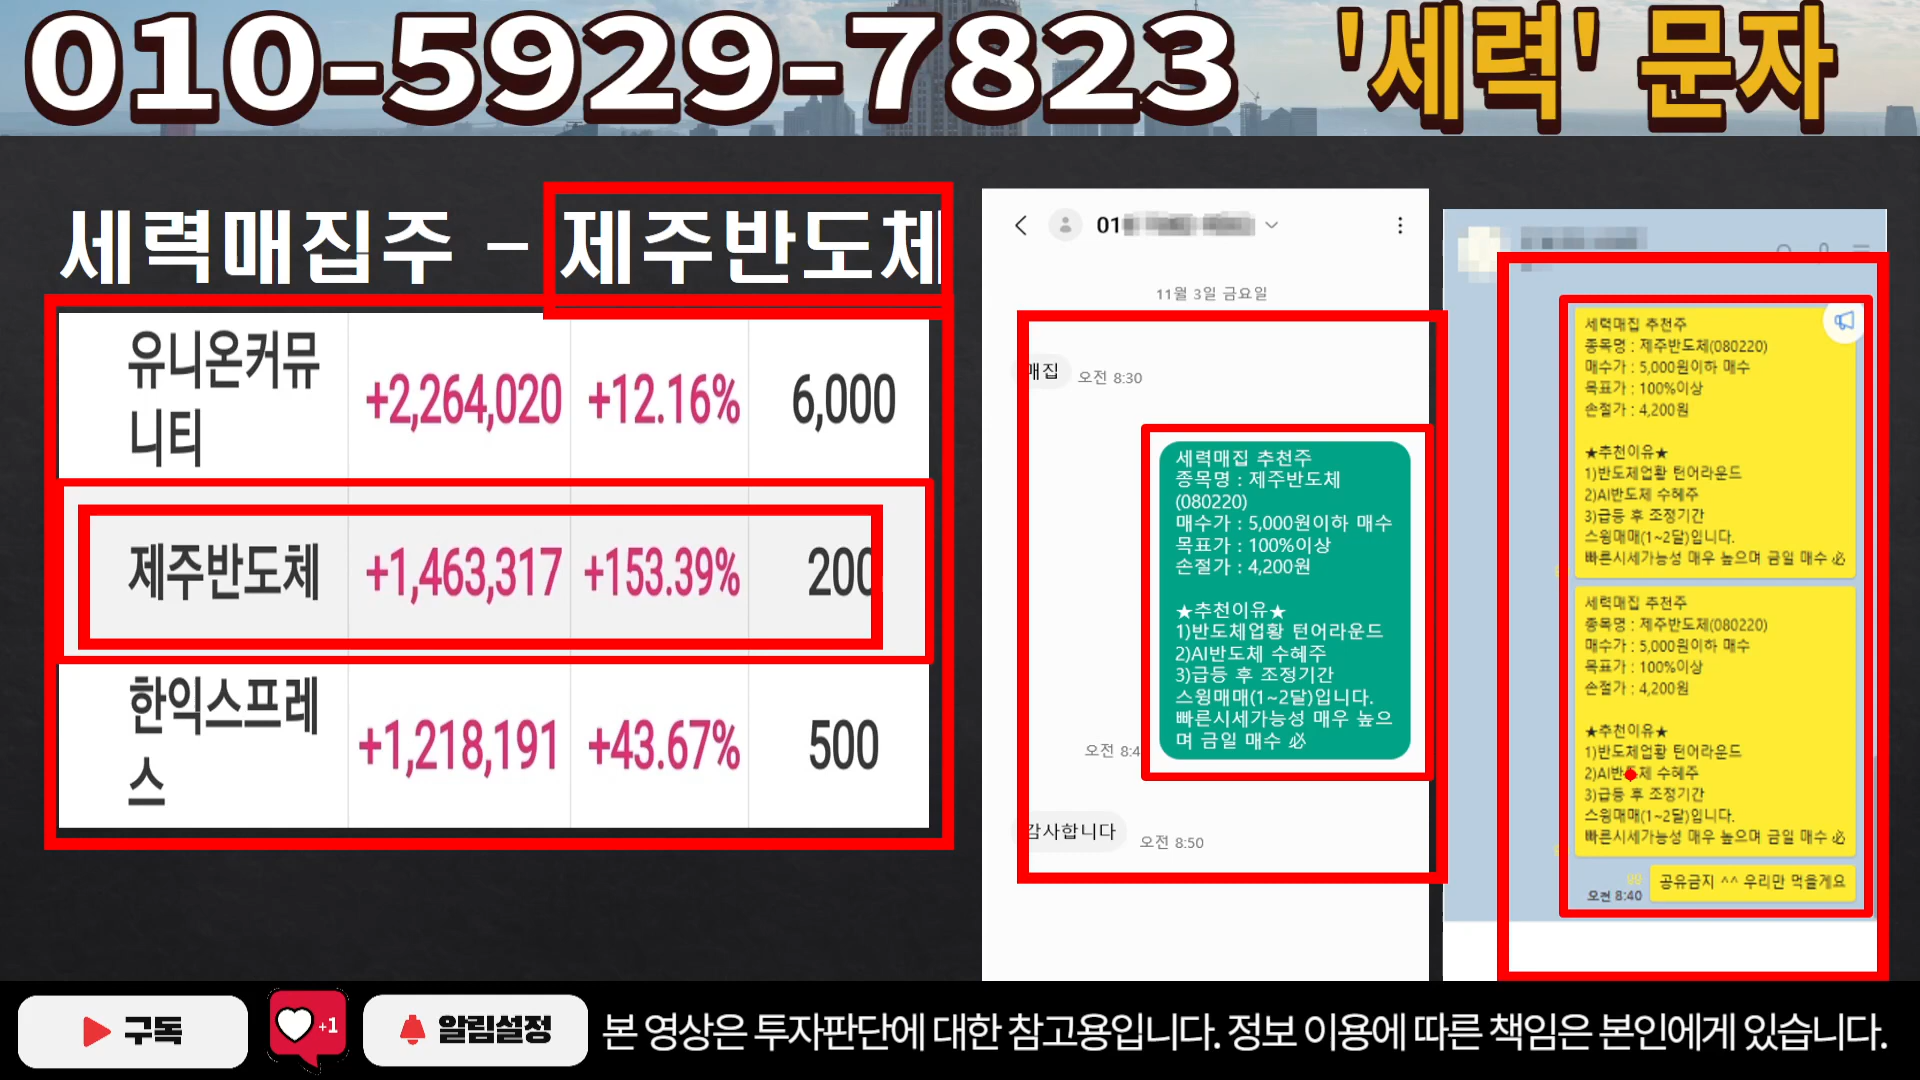 010-5929-7823 '세력' 문자
세력매집주 – 제주반도체
유니온커뮤
니티
+2,264,020 +12.16% 6,000
제주반도체 +1,463,317 +153.39% 200
한익스프레
스
+1,218,191 +43.67% 500
01
11월 3일 금요일
매집 오전 8:30
세력매집 추천주
종목명 : 제주반도체
(080220)
매수가 : 5,000원이하 매수
목표가 : 100%이상
손절가 : 4,200원
★추천이유★
1)반도체업황 턴어라운드
2)AI반도체 수혜주
3)급등 후 조정기간
스윙매매(1~2달)입니다.
빠른시세가능성 매우 높으
며 금일 매수 必
오전 8:4
감사합니다 오전 8:50
세력매집 추천주
종목명 : 제주반도체(080220)
매수가 : 5,000원이하 매수
목표가 : 100%이상
손절가 : 4,200원
★추천이유★
1)반도체업황 턴어라운드
2)AI반도체 수혜주
3)급등 후 조정기간
스윙매매(1~2달)입니다.
빠른시세가능성 매우 높으며 금일 매수 必
세력매집 추천주
종목명 : 제주반도체(080220)
매수가 : 5,000원이하 매수
목표가 : 100%이상
손절가 : 4,200원
★추천이유★
1)반도체업황 턴어라운드
2)AI반도체 수혜주
3)급등 후 조정기간
스윙매매(1~2달)입니다.
빠른시세가능성 매우 높으며 금일 매수 必
오전 8:40 공유금지 ^^ 우리만 먹을게요
구독 +1 알림설정 본 영상은 투자판단에 대한 참고용입니다. 정보 이용에 따른 책임은 본인에게 있습니다.